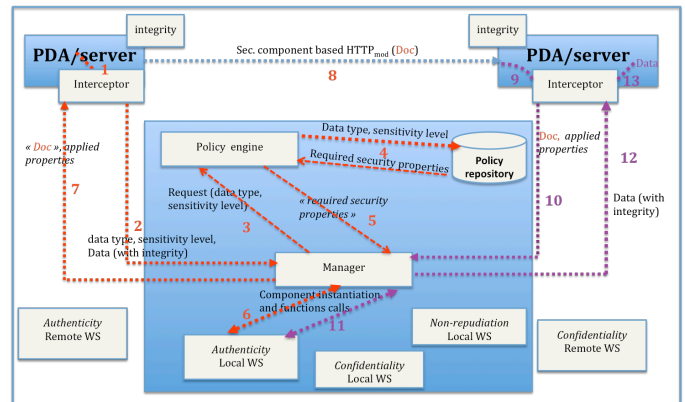 integrity
integrity
PDA/server
Sec. component based HTTPmod (Doc)
PDA/server
1
8
9
13
Data
Interceptor
Interceptor
« Doc », applied
properties
7
2
Data type, sensitivity level
4
Policy engine
Required security properties
Policy
repository
Doc, applied
properties
12
10
Request (data type,
sensitivity level)
3
« required security
properties »
5
Data (with
integrity)
data type, sensitivity level,
Data (with integrity)
Manager
Component instantiation
and functions calls
6
11
Authenticity
Remote WS
Authenticity
Local WS
Confidentiality
Local WS
Non-repudiation
Local WS
Confidentiality
Remote WS